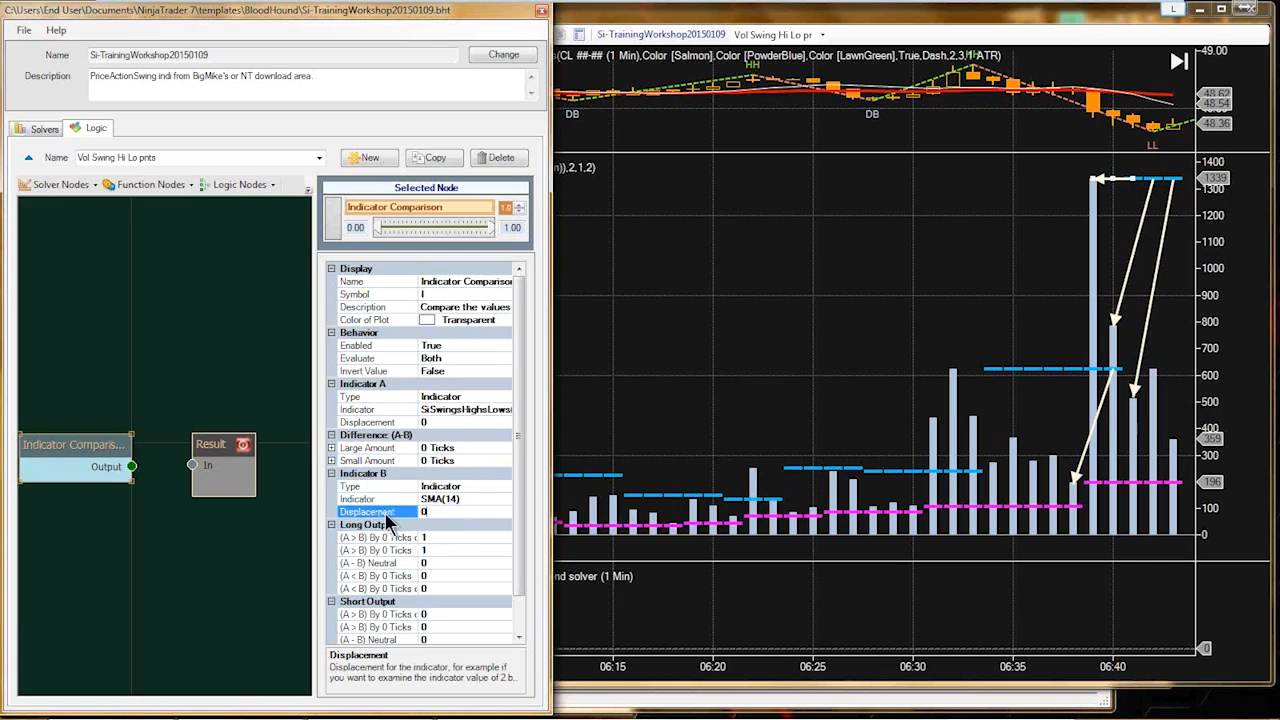 C:\Users\End User\Documents\NinjaTrader 7\templates\BloodHound\Si-TrainingWorkshop20150109.bht
File Help
Name Si-TrainingWorkshop20150109 Change
Description PriceActionSwing indi from BigMike's or NT download area.
Solvers Logic
Name Vol Swing Hi Lo pnts New Copy Delete
Solver Nodes Function Nodes Logic Nodes
Selected Node
Indicator Comparison
0.00 1.00
Indicator Comparis...
Output
Result
In
Display
Name Indicator Comparison
Symbol I
Description Compare the values
Color of Plot Transparent
Behavior
Enabled True
Evaluate Both
Invert Value False
Indicator A
Type Indicator
Indicator SiSwingsHighsLows(
Displacement 0
Difference: (A-B)
Large Amount 0 Ticks
Small Amount 0 Ticks
Indicator B
Type Indicator
Indicator SMA(14)
Displacement 0
Long Outp
(A > B) By 0 Ticks c 1
(A > B) By 0 Ticks 1
(A - B) Neutral 0
(A < B) By 0 Ticks c 0
(A < B) By 0 Ticks 0
Short Output
(A > B) By 0 Ticks c 0
(A > B) By 0 Ticks 0
(A - B) Neutral 0
Displacement
Displacement for the indicator, for example if
you want to examine the indicator value of 2 b...
L
Si-TrainingWorkshop20150109 Vol Swing Hi Lo pr
(CL ##-## (1 Min),Color [Salmon],Color [PowderBlue],Color [LawnGreen],True,Dash,2,3,1 ATR)
49.00
HH
DB
DB
LL
48.62
48.54
48.36
)),2,1,2)
1400
1339
1300
1200
1100
1000
900
800
700
600
500
400
359
300
196
100
0
nd solver (1 Min)
0
06:15 06:20 06:25 06:30 06:35 06:40